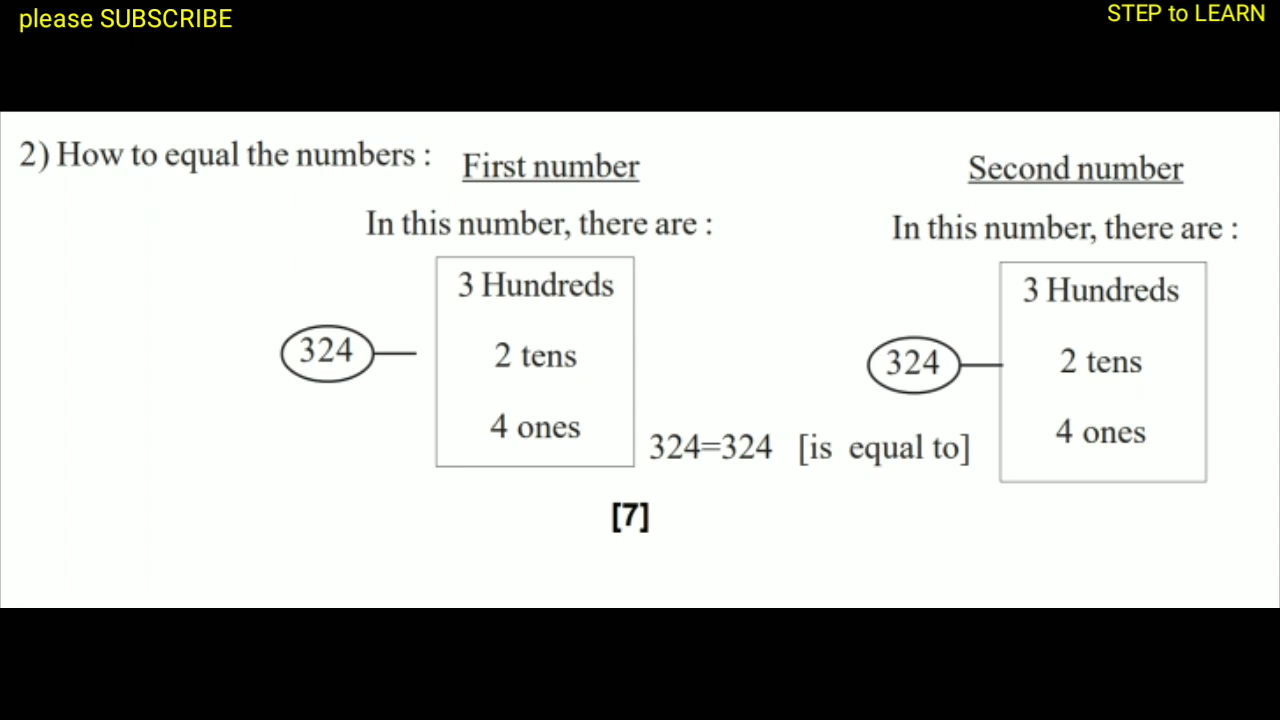 please SUBSCRIBE
STEP to LEARN
2) How to equal the numbers :
First number
Second number
In this number, there are :
In this number, there are :
3 Hundreds
3 Hundreds
324
2 tens
324
2 tens
4 ones
4 ones
324=324 [is equal to]
[7]